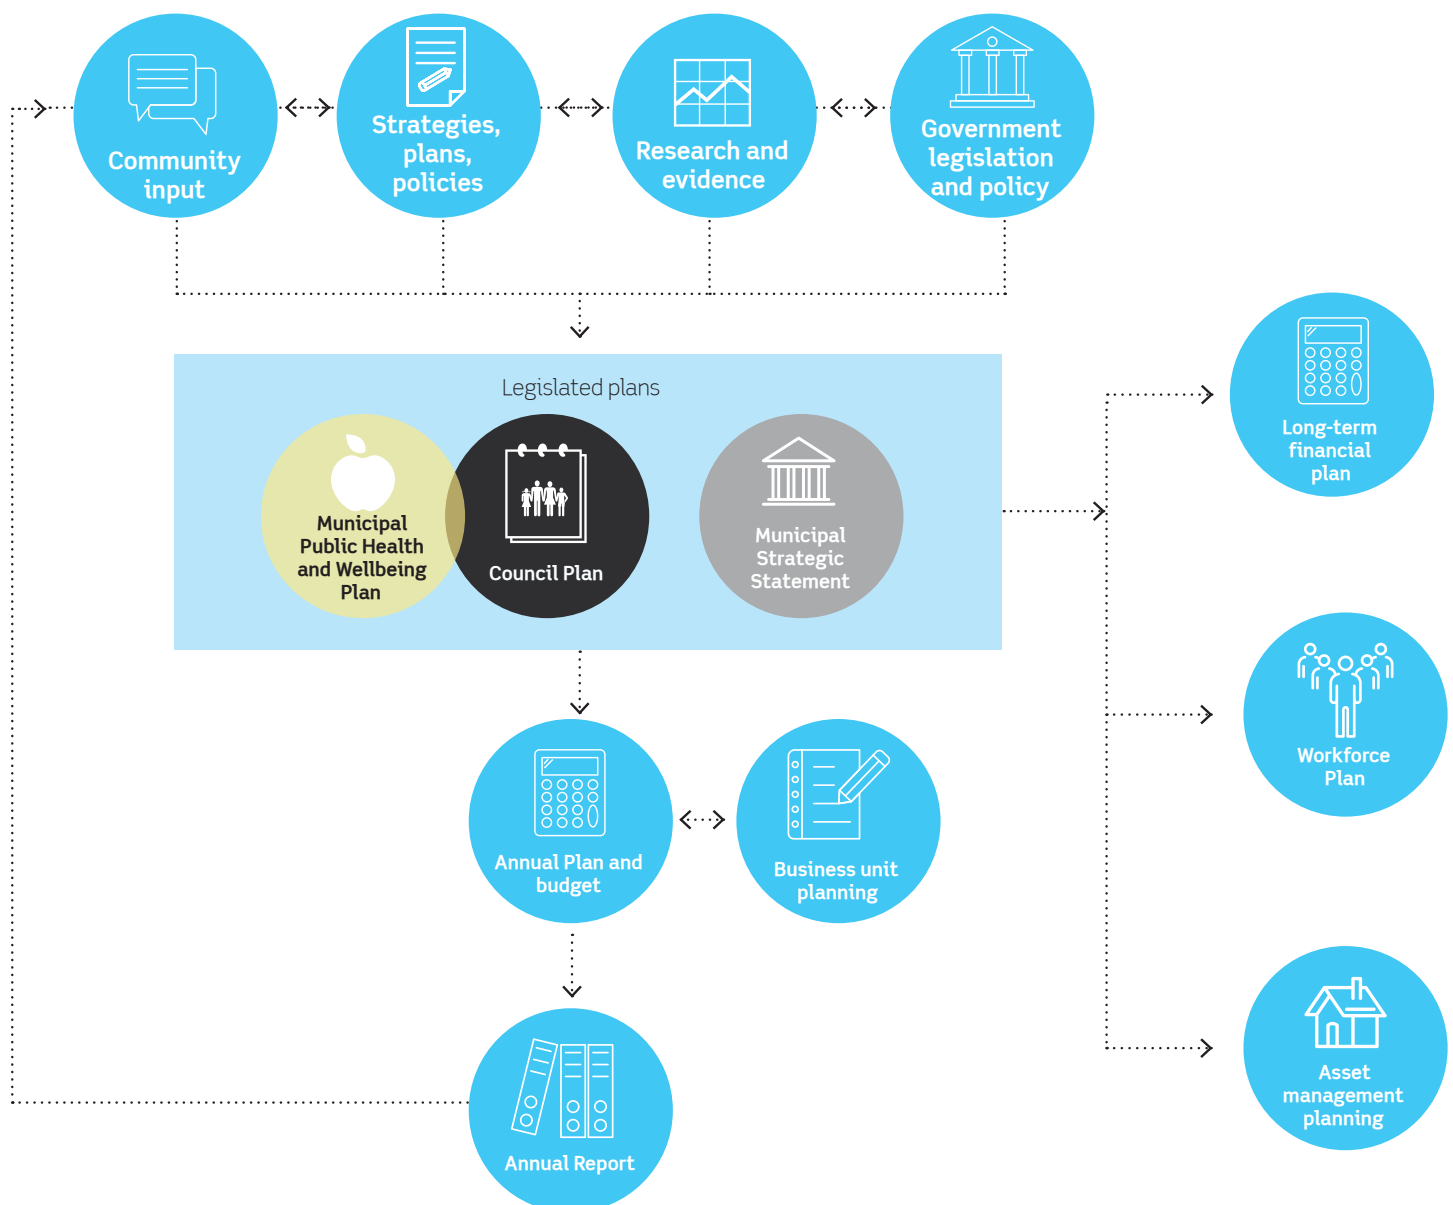 Community
input
Strategies,
plans,
policies
Research and
evidence
Government
legislation
and policy
Legislated plans
Municipal
Public Health
and Wellbeing
Plan
Council Plan
Municipal
Strategic
Statement
Long-term
financial
plan
Workforce
Plan
Annual Plan and
budget
Business unit
planning
Asset
management
planning
Annual Report